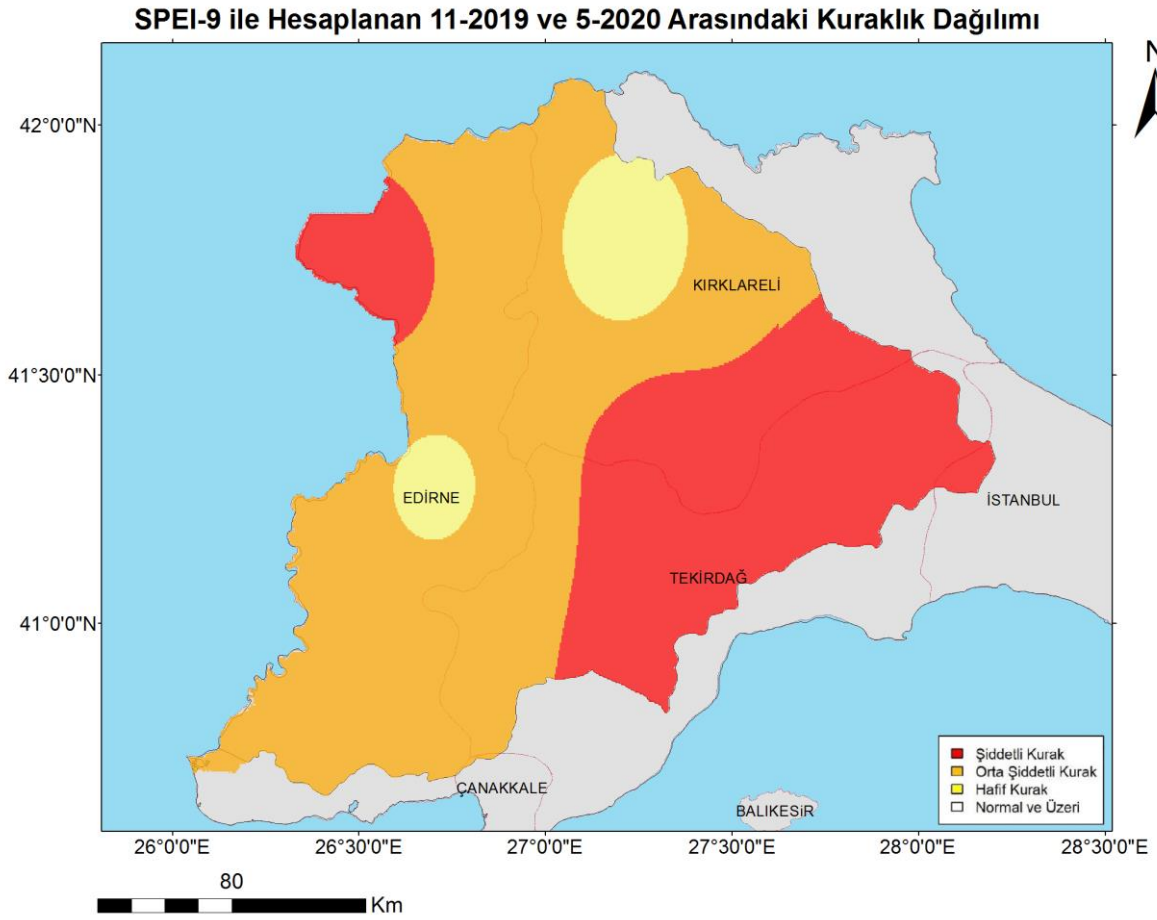 SPEI-9 ile Hesaplanan 11-2019 ve 5-2020 Arasındaki Kuraklık Dağılımı
N
42°0'0"N
KIRKLARELİ
41°30'0"N
EDİRNE
İSTANBUL
TEKİRDAĞ
41°0'0"N
Şiddetli Kurak
Orta Şiddetli Kurak
Hafif Kurak
Normal ve Üzeri
ÇANAKKALE
BALIKESİR
26°0'0"E 26°30'0"E 27°0'0"E 27°30'0"E 28°0'0"E 28°30'0"E
80
Km